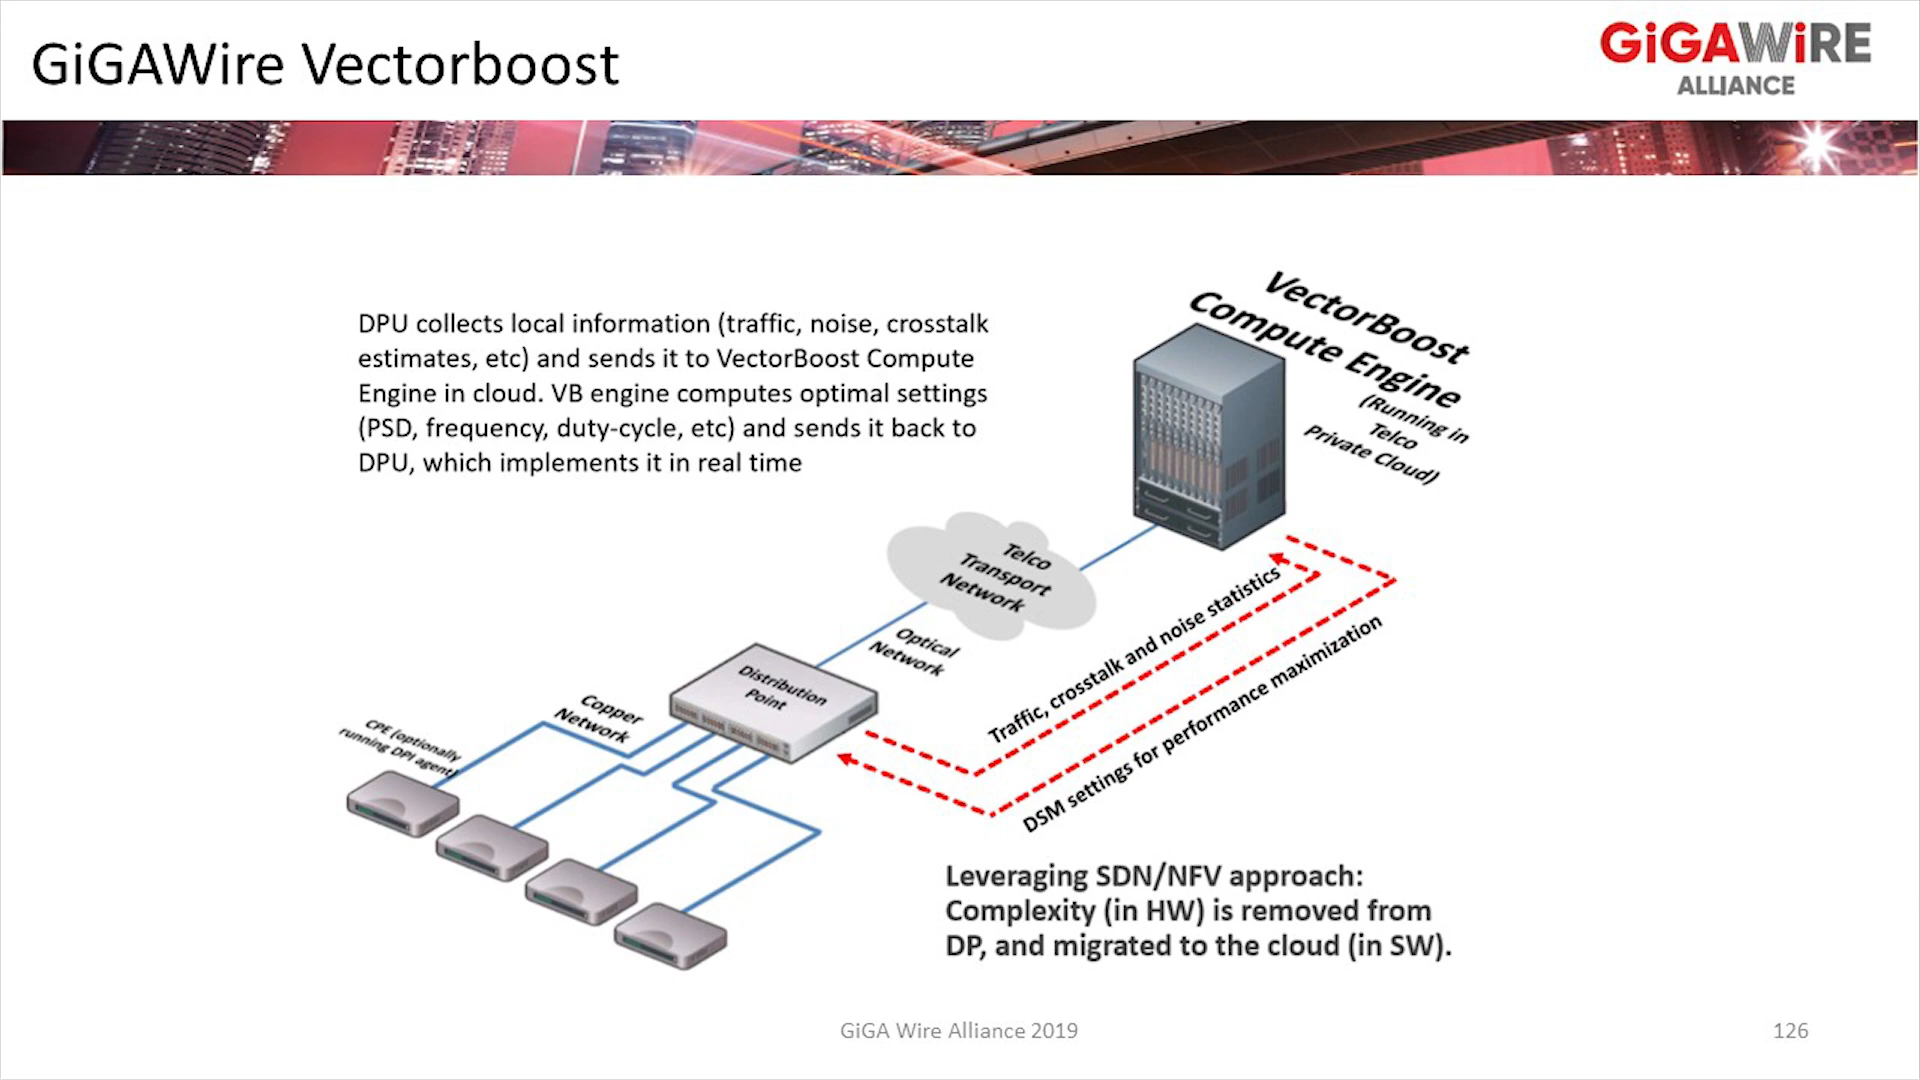 GiGAWire Vectorboost
GiGAWiRE
ALLIANCE
DPU collects local information (traffic, noise, crosstalk
estimates, etc) and sends it to VectorBoost Compute
Engine in cloud. VB engine computes optimal settings
(PSD, frequency, duty-cycle, etc) and sends it back to
DPU, which implements it in real time
VectorBoost
Compute Engine
(Running in
Telco
Private Cloud)
Telco
Transport
Network
Optical
Network
Distribution
Point
Copper
Network
CPE (optionally
running DPI agent)
Traffic, crosstalk and noise statistics
DSM settings for performance maximization
Leveraging SDN/NFV approach:
Complexity (in HW) is removed from
DP, and migrated to the cloud (in SW).
GiGA Wire Alliance 2019
126